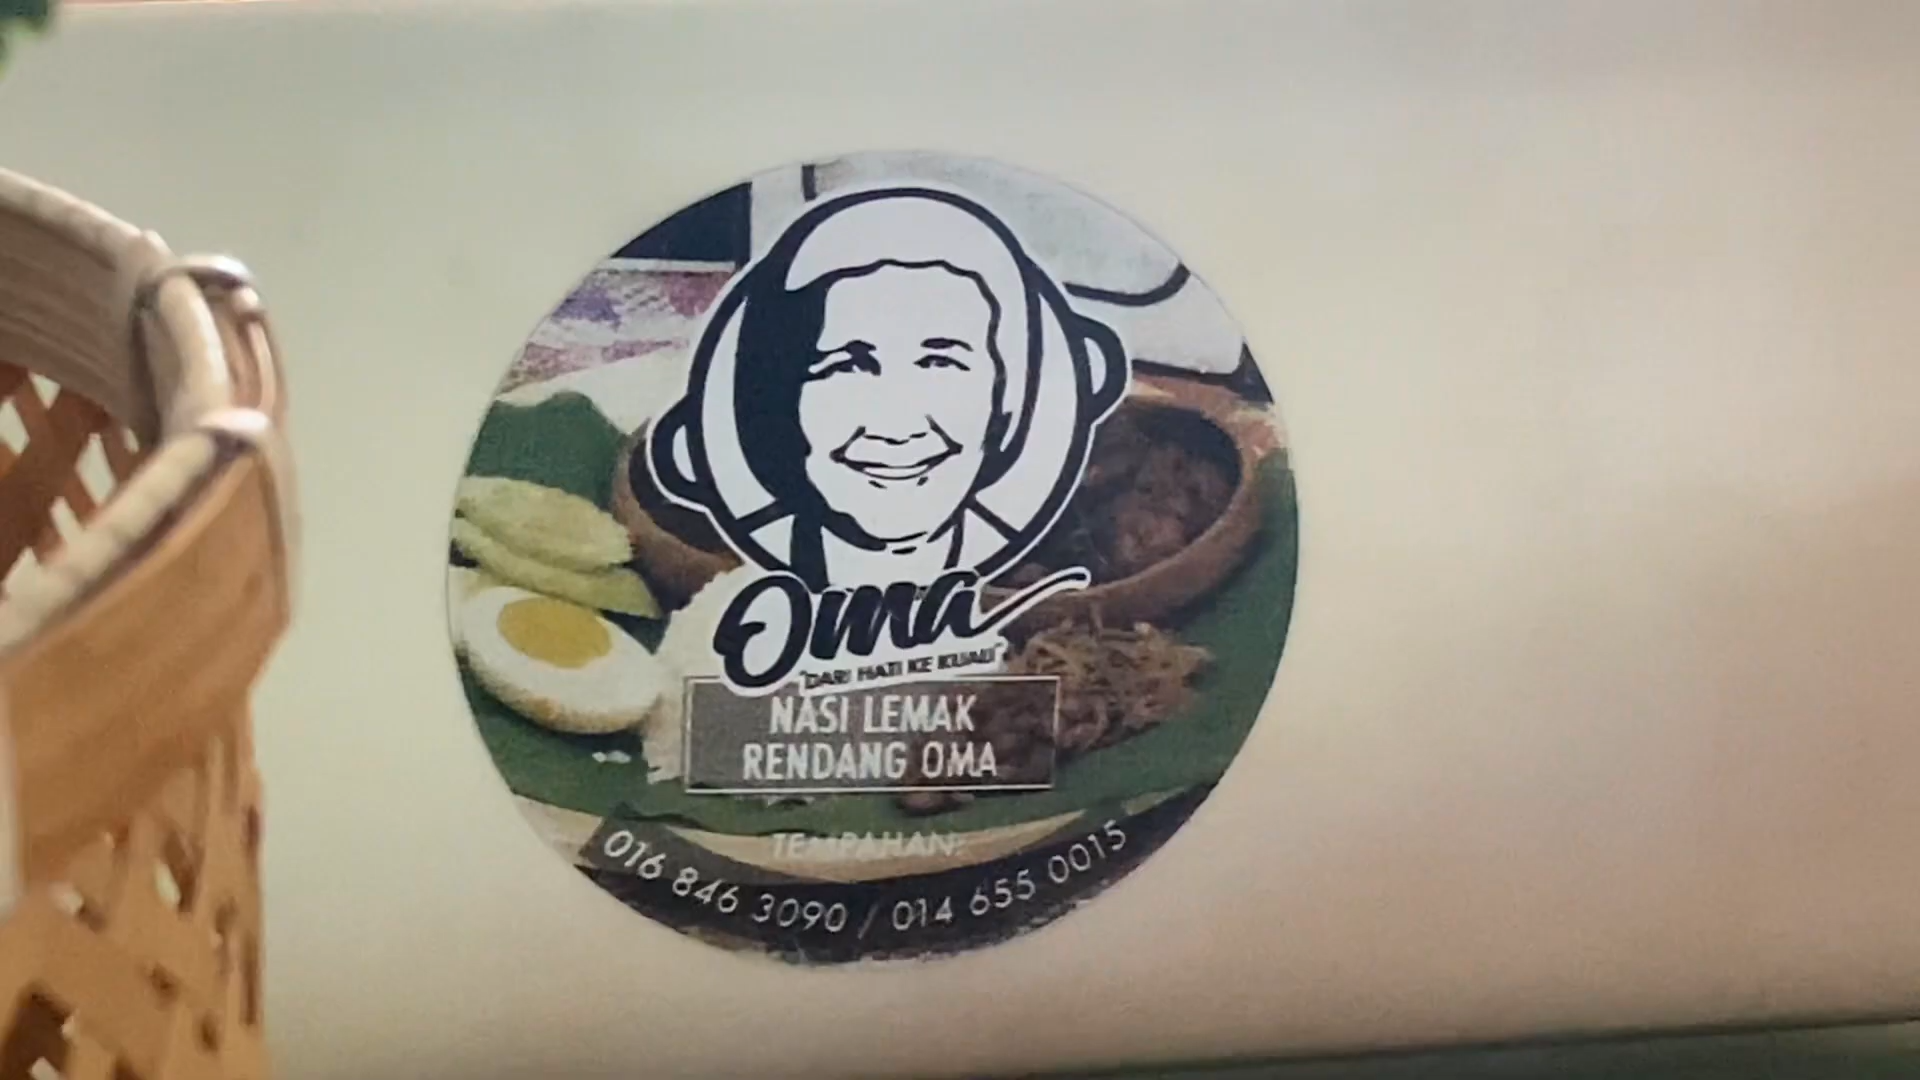 Oma
"DARI HATI KE KUALI"
NASI LEMAK
RENDANG OMA
TEMPAHAN:
016 846 3090 / 014 655 0015